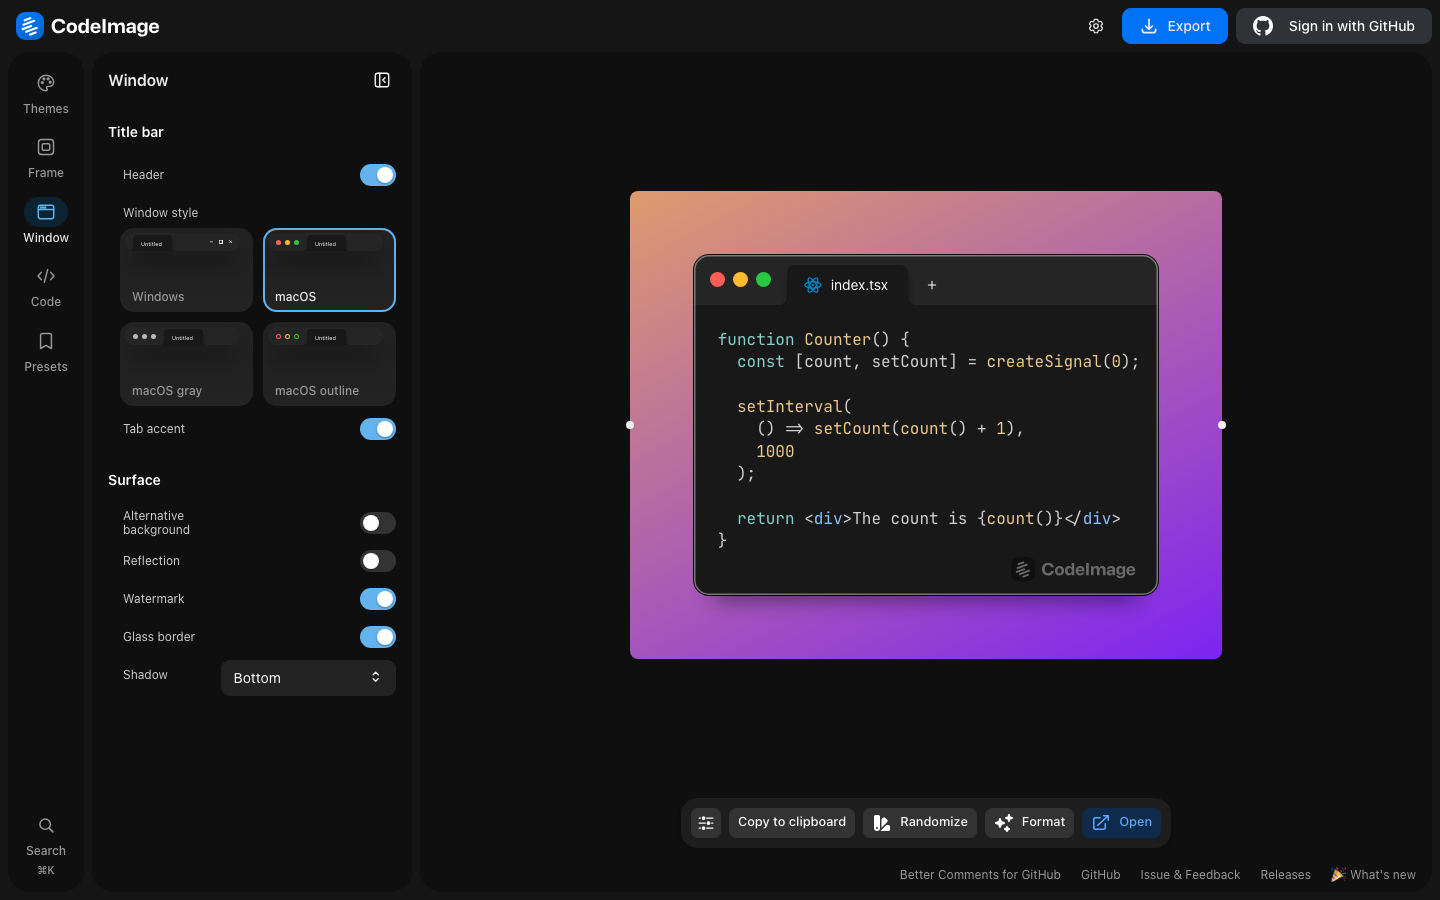 CodeImage
Export
Sign in with GitHub
Themes
Frame
Window
Code
Presets
Search
⌘K
Window
Title bar
Header
Window style
Untitled
Windows
Untitled
macOS
Untitled
macOS gray
Untitled
macOS outline
Tab accent
Surface
Alternative
background
Reflection
Watermark
Glass border
Shadow
Bottom
index.tsx
+
function Counter() {
  const [count, setCount] = createSignal(0);
  setInterval(
    () => setCount(count() + 1),
    1000
  );
  return <div>The count is {count()}</div>
}
CodeImage
Copy to clipboard
Randomize
Format
Open
Better Comments for GitHub
GitHub
Issue & Feedback
Releases
🎉 What's new